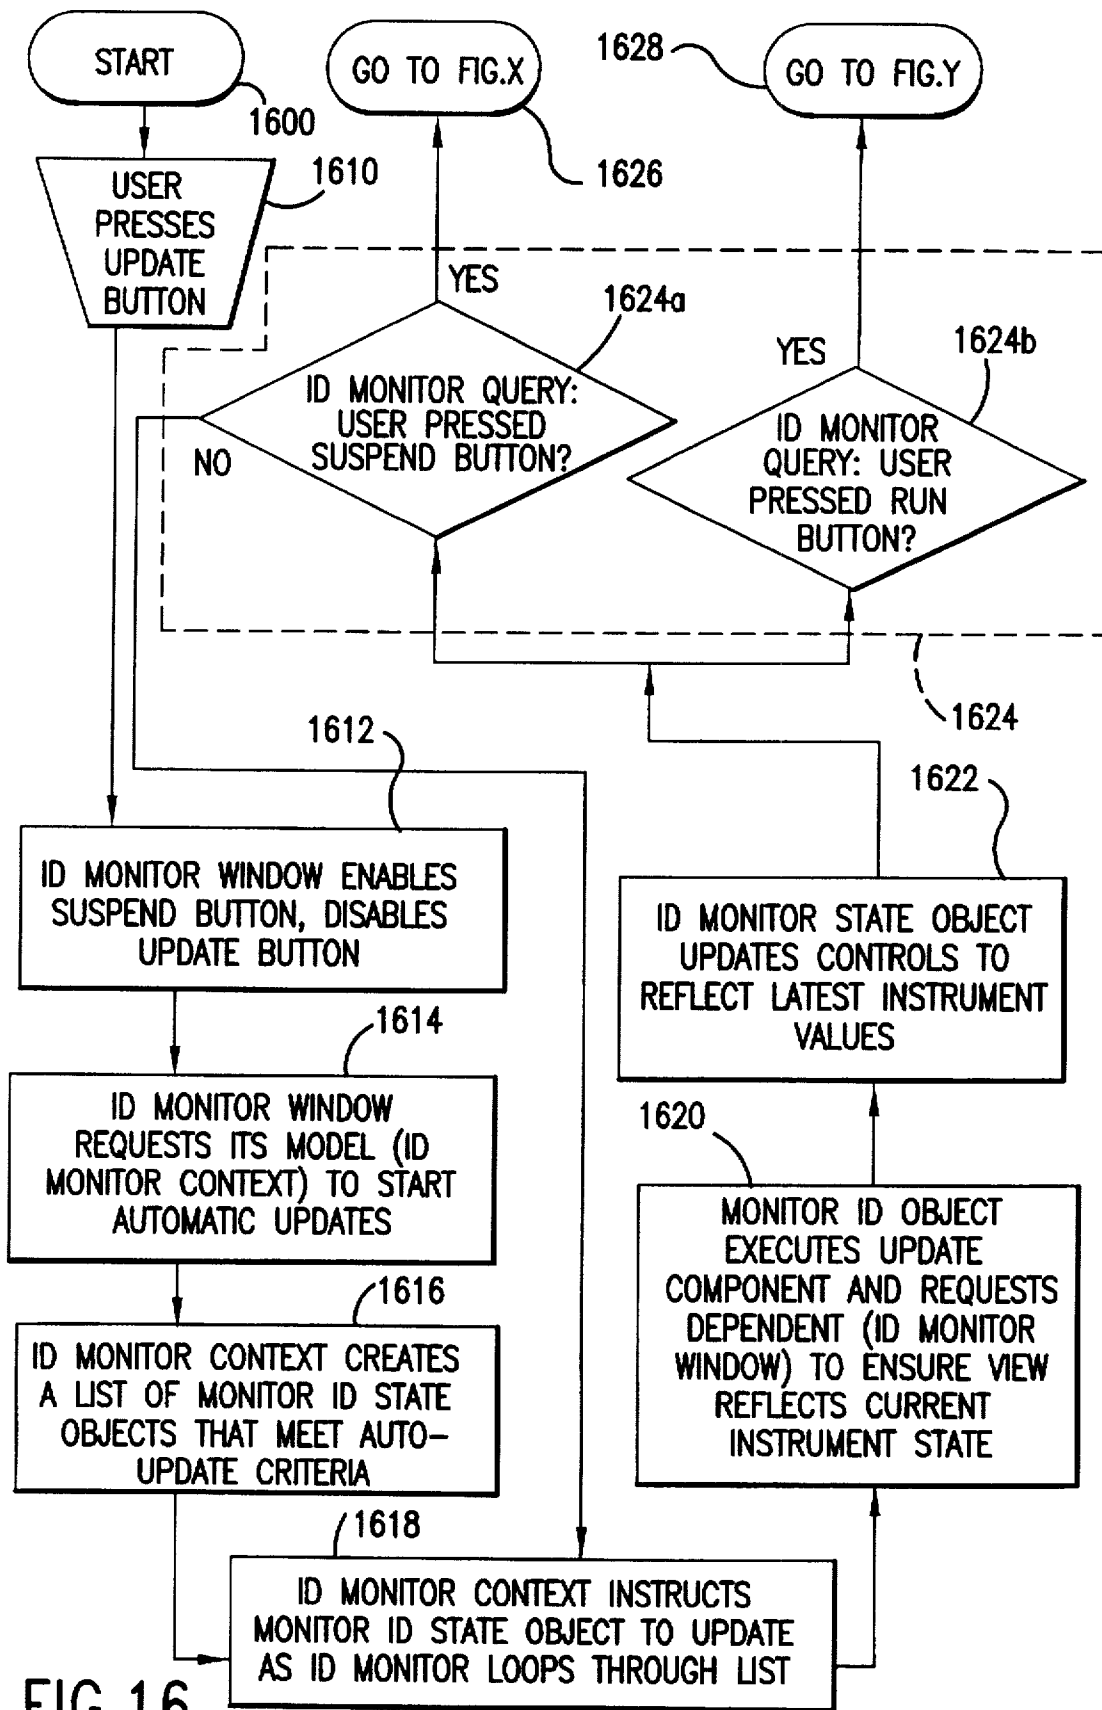 START
1600
GO TO FIG.X
1626
1628
GO TO FIG.Y
USER
PRESSES
UPDATE
BUTTON
1610
YES
1624a
ID MONITOR QUERY:
USER PRESSED
SUSPEND BUTTON?
NO
YES
1624b
ID MONITOR
QUERY: USER
PRESSED RUN
BUTTON?
1624
1612
ID MONITOR WINDOW ENABLES
SUSPEND BUTTON, DISABLES
UPDATE BUTTON
1614
ID MONITOR WINDOW
REQUESTS ITS MODEL (ID
MONITOR CONTEXT) TO START
AUTOMATIC UPDATES
1616
ID MONITOR CONTEXT CREATES
A LIST OF MONITOR ID STATE
OBJECTS THAT MEET AUTO-
UPDATE CRITERIA
1618
ID MONITOR CONTEXT INSTRUCTS
MONITOR ID STATE OBJECT TO UPDATE
AS ID MONITOR LOOPS THROUGH LIST
1620
MONITOR ID OBJECT
EXECUTES UPDATE
COMPONENT AND REQUESTS
DEPENDENT (ID MONITOR
WINDOW) TO ENSURE VIEW
REFLECTS CURRENT
INSTRUMENT STATE
1622
ID MONITOR STATE OBJECT
UPDATES CONTROLS TO
REFLECT LATEST INSTRUMENT
VALUES
FIG.16